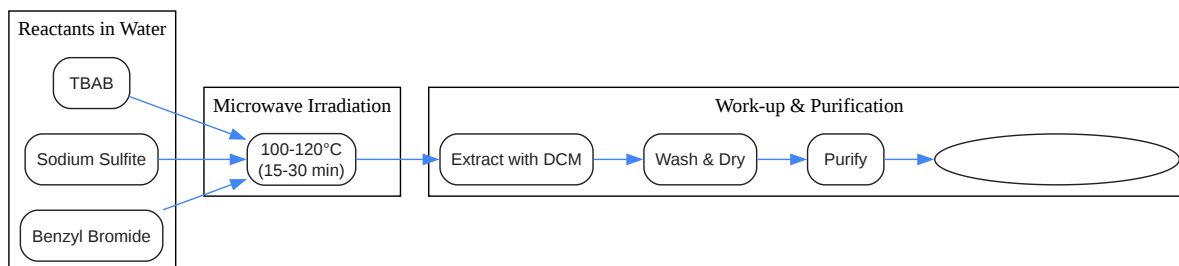 Reactants in Water
TBAB
Sodium Sulfite
Benzyl Bromide
Microwave Irradiation
100-120°C
(15-30 min)
Work-up & Purification
Extract with DCM
Wash & Dry
Purify